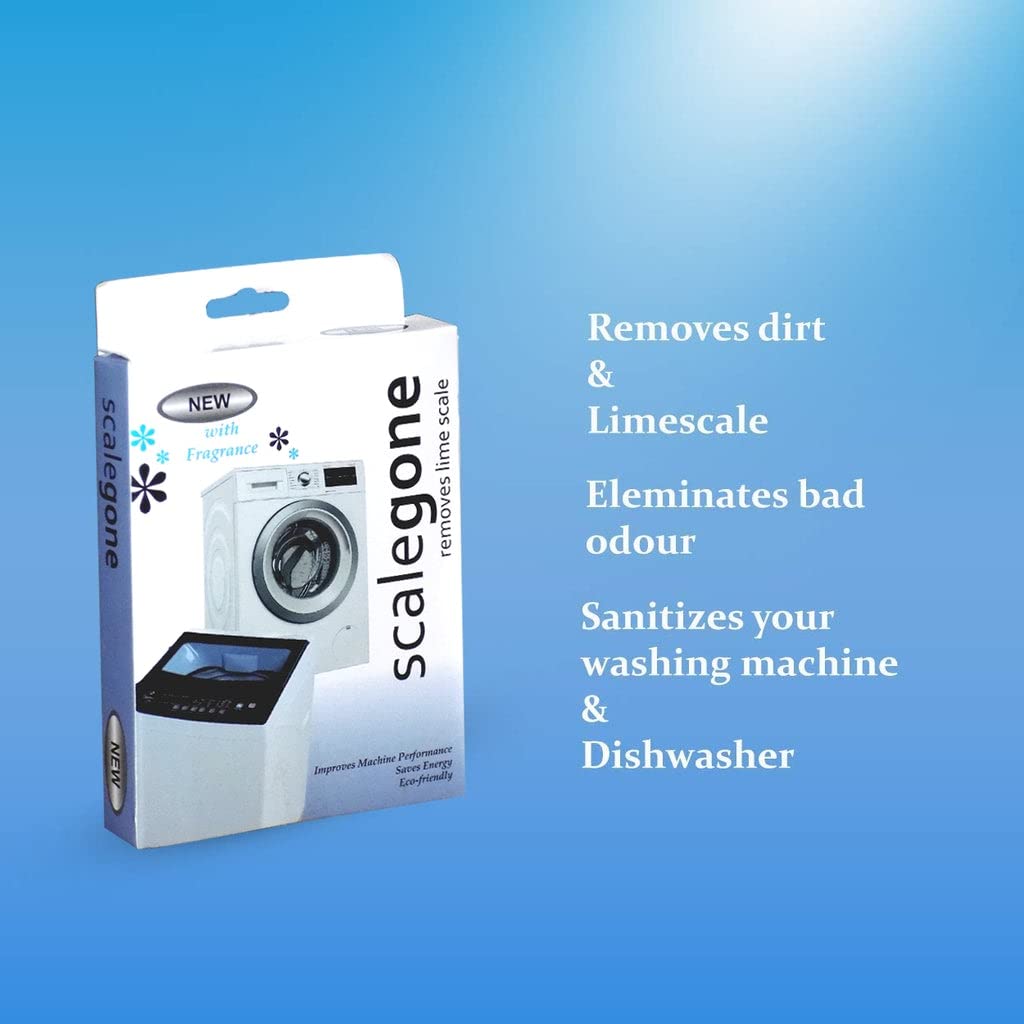 scalegone
NEW
NEW
with
Fragrance
scalegone
removes lime scale
Improves Machine Performance
Saves Energy
Eco-friendly
Removes dirt
&
Limescale
Eleminates bad
odour
Sanitizes your
washing machine
&
Dishwasher